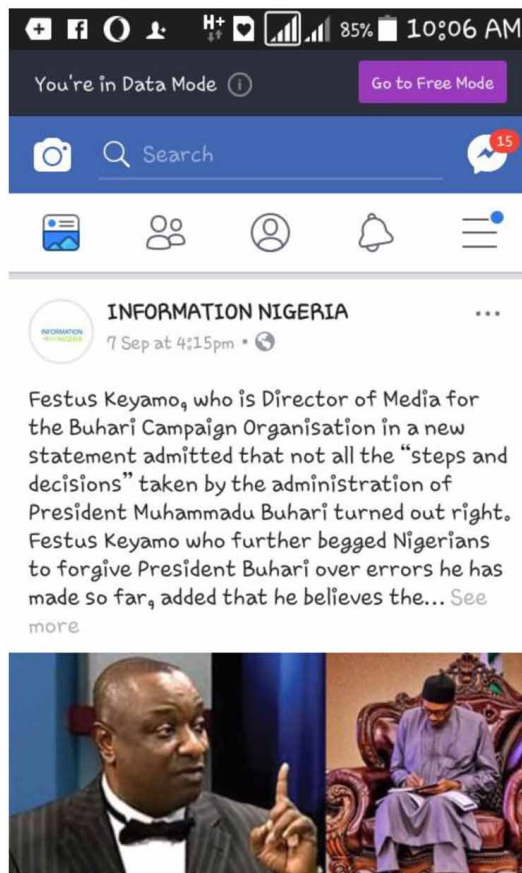 H+ 85% 10:06 AM
You're in Data Mode
Go to Free Mode
Search
15
INFORMATION NIGERIA
INFORMATION
NIGERIA
7 Sep at 4:15pm •
Festus Keyamo, who is Director of Media for
the Buhari Campaign Organisation in a new
statement admitted that not all the “steps and
decisions” taken by the administration of
President Muhammadu Buhari turned out right.
Festus Keyamo who further begged Nigerians
to forgive President Buhari over errors he has
made so far, added that he believes the... See
more